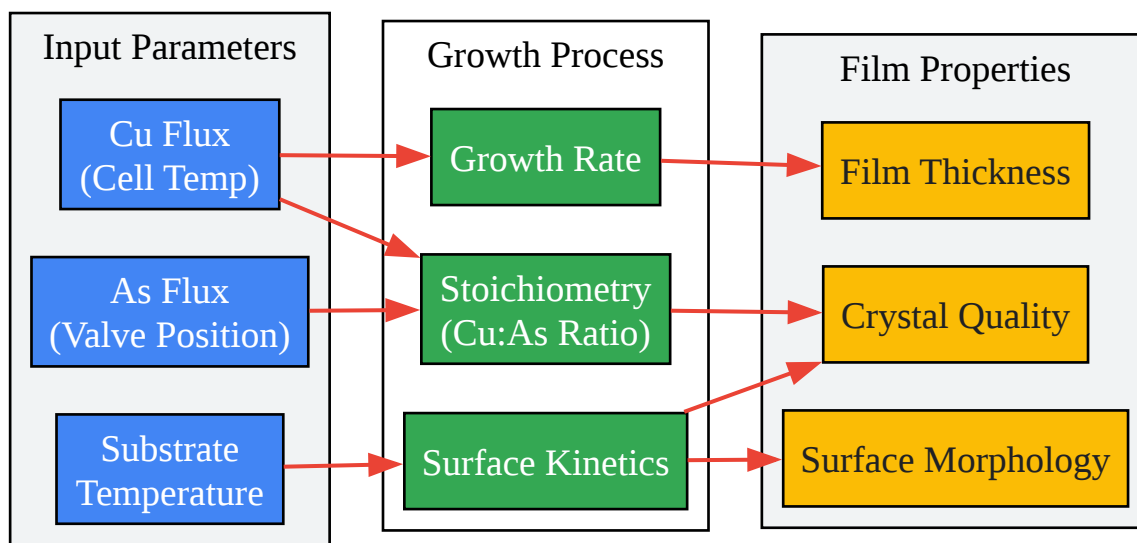 Input Parameters
Cu Flux
(Cell Temp)
As Flux
(Valve Position)
Substrate
Temperature
Growth Process
Growth Rate
Stoichiometry
(Cu:As Ratio)
Surface Kinetics
Film Properties
Film Thickness
Crystal Quality
Surface Morphology